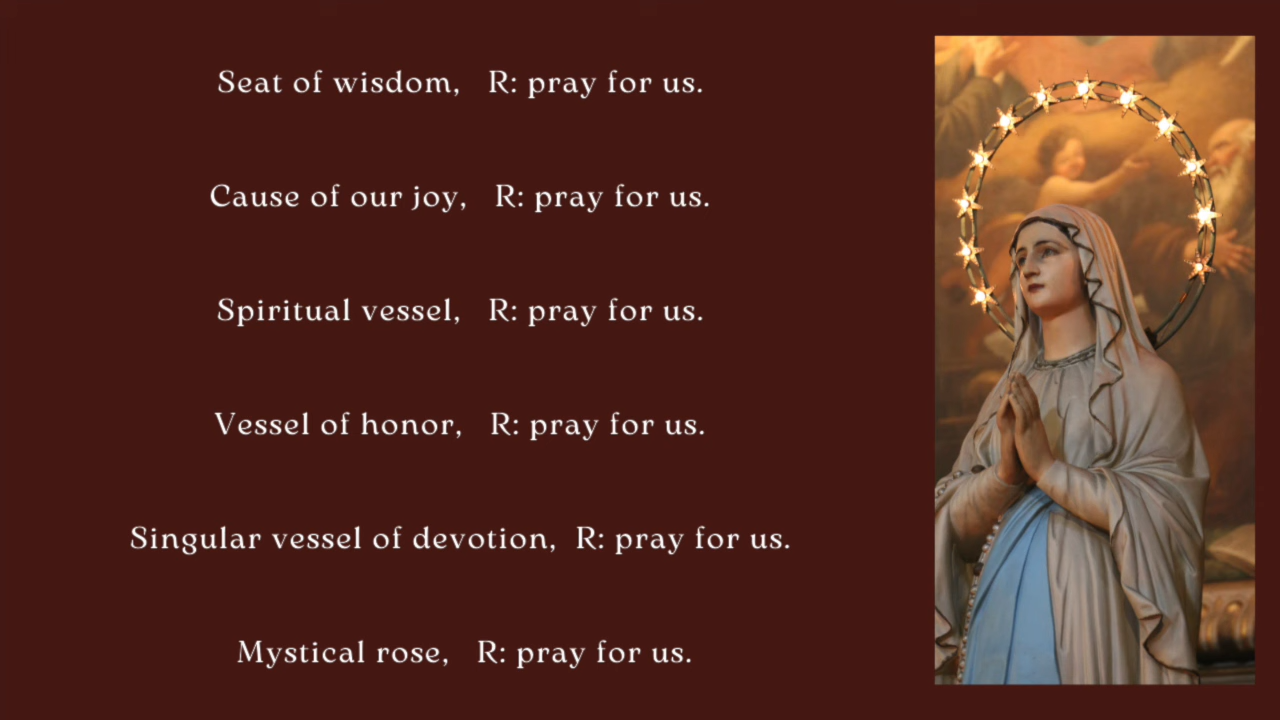 Seat of wisdom, R: pray for us.
Cause of our joy, R: pray for us.
Spiritual vessel, R: pray for us.
Vessel of honor, R: pray for us.
Singular vessel of devotion, R: pray for us.
Mystical rose, R: pray for us.